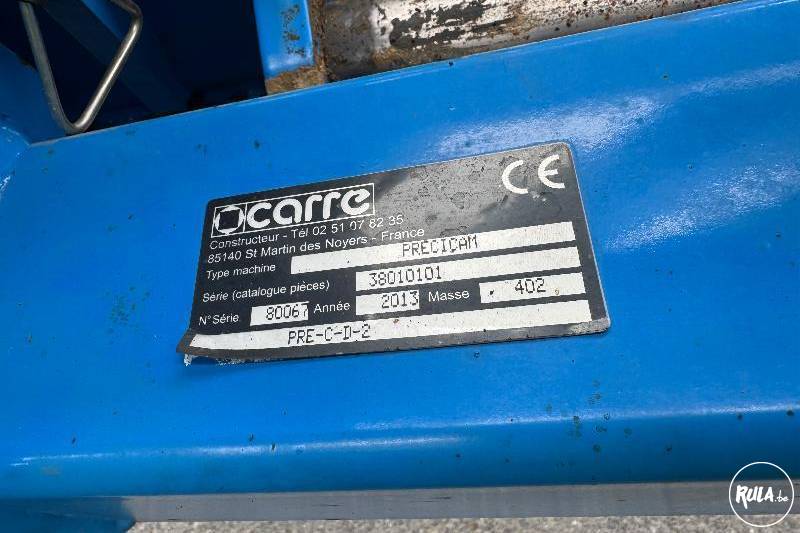 carre
CE
Constructeur - Tél 02 51 07 82 35
85140 St Martin des Noyers - France
Type machine PRECICAM
Série (catalogue pièces) 38010101
N° Série. 80067 Année 2013 Masse 402
PRE-C-D-2
RULA.be